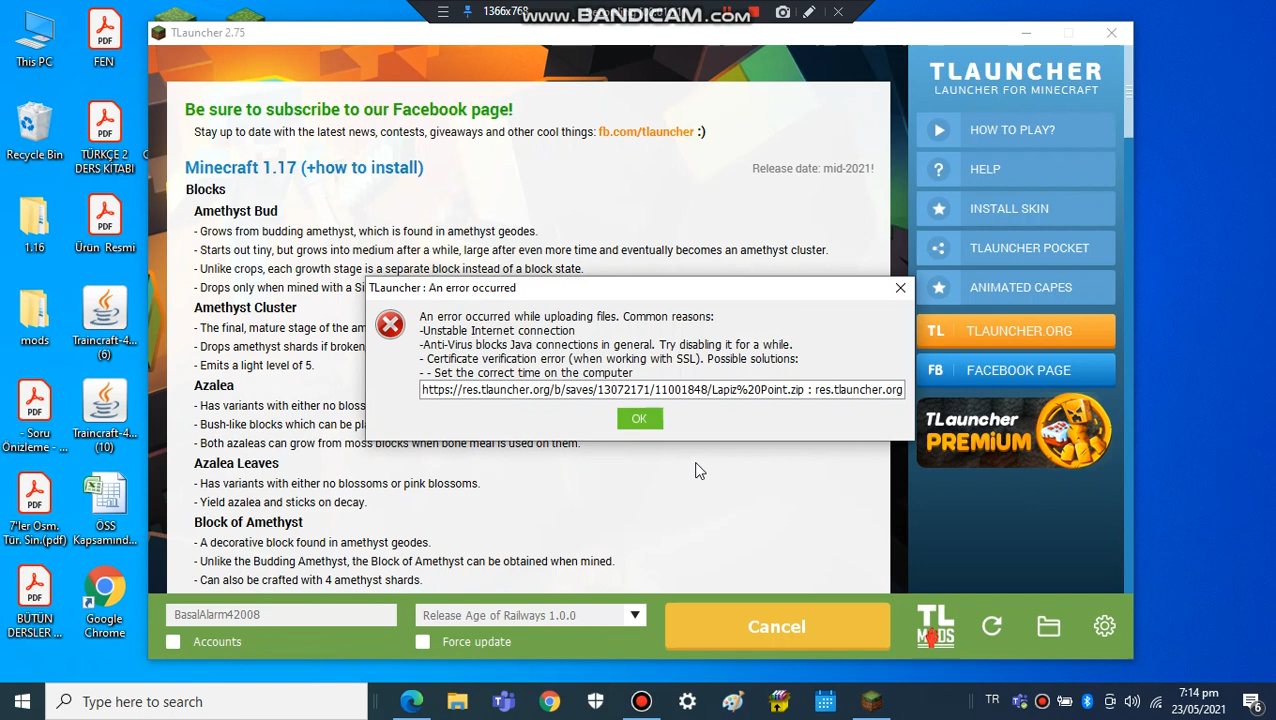 1366x768
www.BANDICAM.com
This PC
FEN
Recycle Bin
TÜRKÇE 2
DERS KİTABI
1.16
Ürün_Resmi
mods
Traincraft-4...
(6)
- Soru
Önizleme - ...
Traincraft-4...
(10)
7'ler Osm.
Tür. Sın.(pdf)
ÖSS
Kapsamınd...
BÜTÜN
DERSLER ...
Google
Chrome
TLauncher 2.75
Be sure to subscribe to our Facebook page!
Stay up to date with the latest news, contests, giveaways and other cool things: fb.com/tlauncher :)
Minecraft 1.17 (+how to install)
Release date: mid-2021!
Blocks
Amethyst Bud
- Grows from budding amethyst, which is found in amethyst geodes.
- Starts out tiny, but grows into medium after a while, large after even more time and eventually becomes an amethyst cluster.
- Unlike crops, each growth stage is a separate block instead of a block state.
- Drops only when mined with a Si
Amethyst Cluster
- The final, mature stage of the am
- Drops amethyst shards if broken
- Emits a light level of 5.
Azalea
- Has variants with either no bloss
- Bush-like blocks which can be pla
- Both azaleas can grow from moss blocks when bone meal is used on them.
Azalea Leaves
- Has variants with either no blossoms or pink blossoms.
- Yield azalea and sticks on decay.
Block of Amethyst
- A decorative block found in amethyst geodes.
- Unlike the Budding Amethyst, the Block of Amethyst can be obtained when mined.
- Can also be crafted with 4 amethyst shards.
TLauncher : An error occurred
An error occurred while uploading files. Common reasons:
-Unstable Internet connection
-Anti-Virus blocks Java connections in general. Try disabling it for a while.
- Certificate verification error (when working with SSL). Possible solutions:
- - Set the correct time on the computer
https://res.tlauncher.org/b/saves/13072171/11001848/Lapiz%20Point.zip : res.tlauncher.org
OK
TLAUNCHER
LAUNCHER FOR MINECRAFT
HOW TO PLAY?
HELP
INSTALL SKIN
TLAUNCHER POCKET
ANIMATED CAPES
TL TLAUNCHER.ORG
FB FACEBOOK PAGE
TLauncher
PREMIUM
BasalAlarm42008
Release Age of Railways 1.0.0
Accounts
Force update
Cancel
TL
MODS
Type here to search
TR
7:14 pm
23/05/2021
6